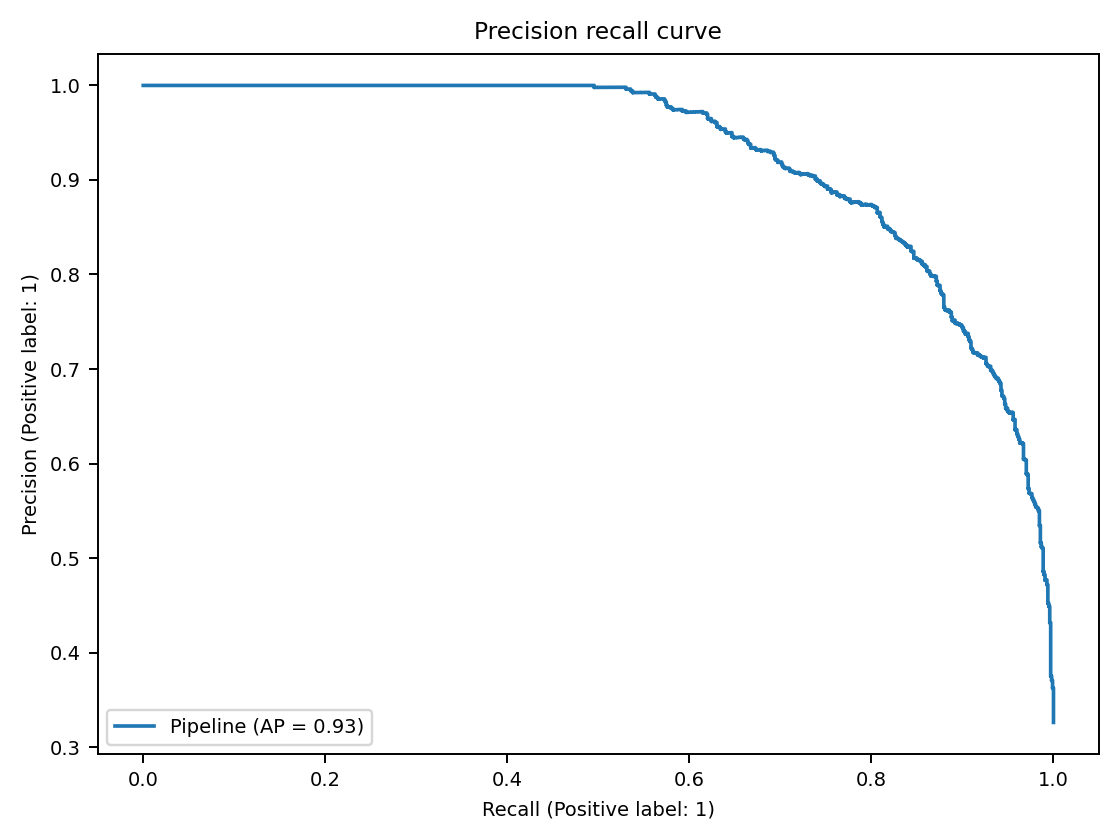 Precision recall curve
1.0
0.9
0.8
0.7
0.6
0.5
0.4
0.3
Precision (Positive label: 1)
Pipeline (AP = 0.93)
0.0 0.2 0.4 0.6 0.8 1.0
Recall (Positive label: 1)